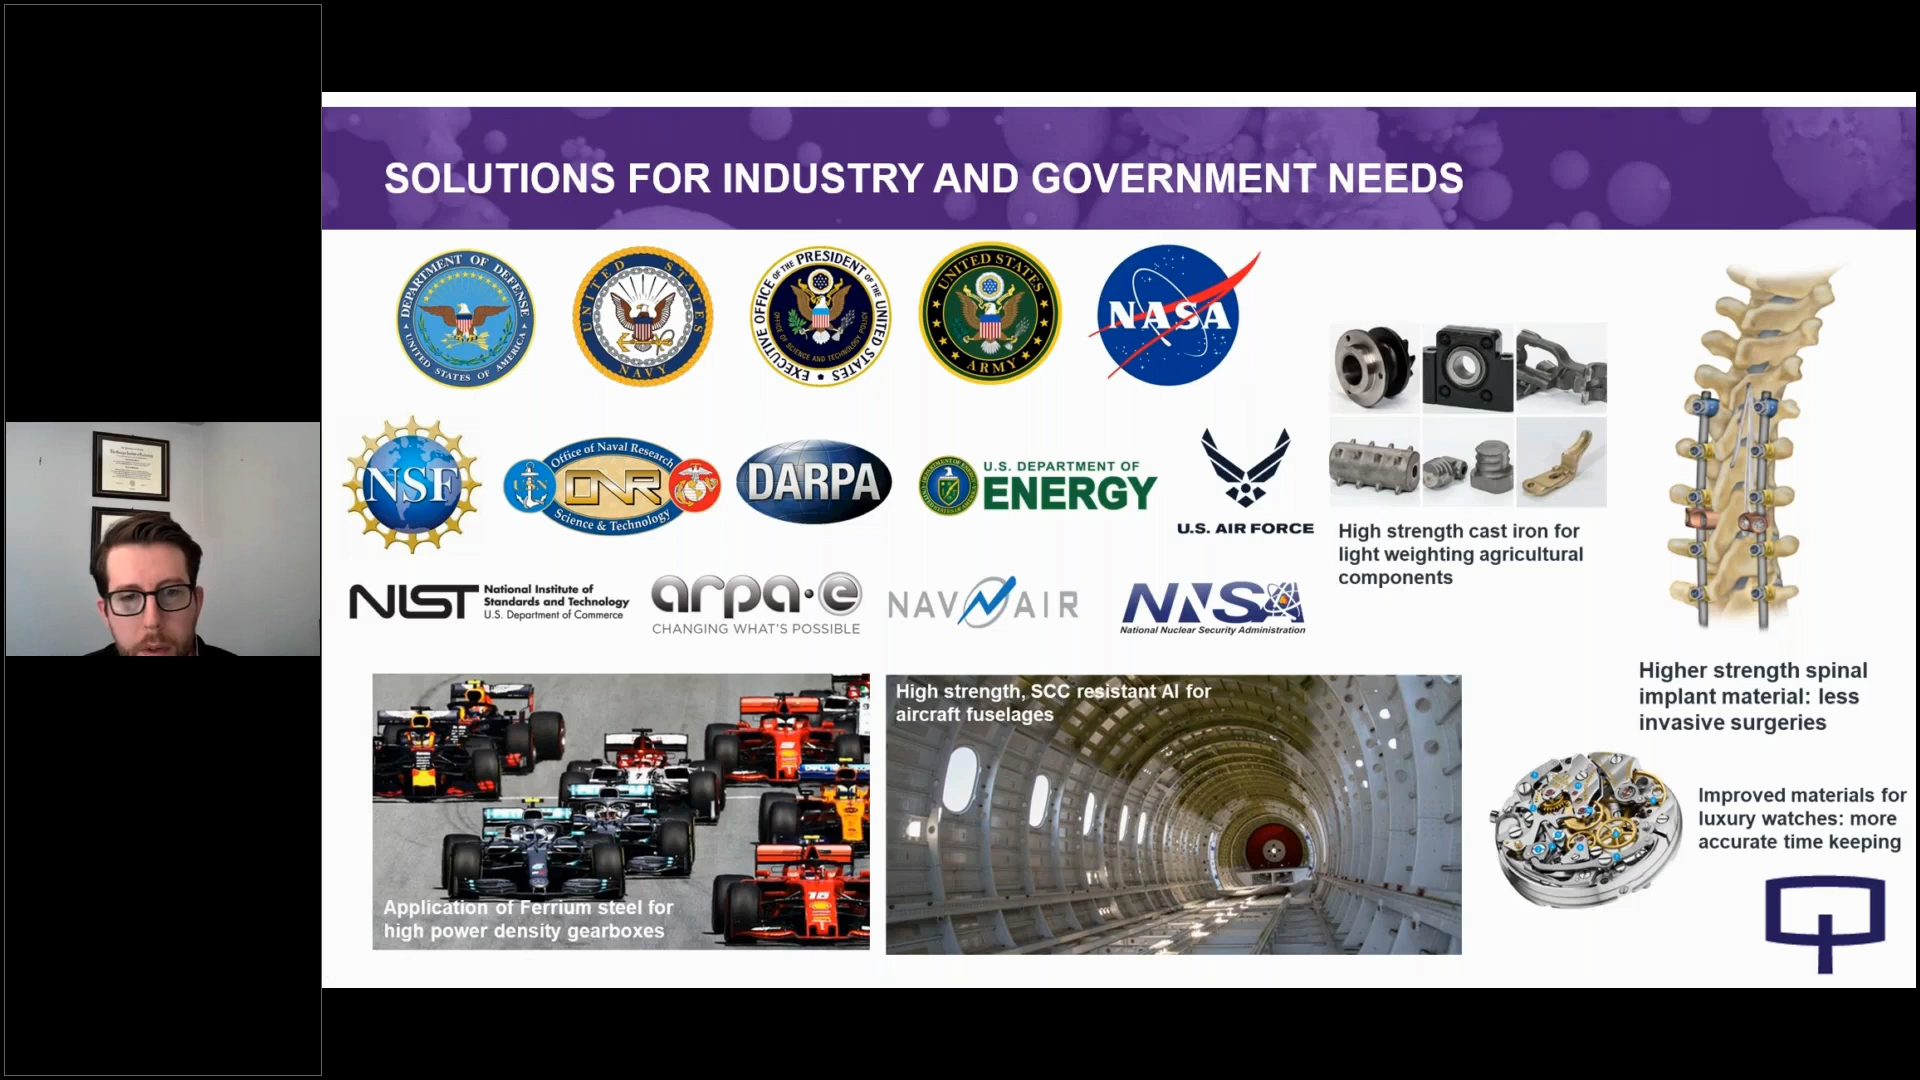 SOLUTIONS FOR INDUSTRY AND GOVERNMENT NEEDS
DEPARTMENT OF DEFENSE
UNITED STATES OF AMERICA
UNITED STATES
NAVY
EXECUTIVE OFFICE OF THE PRESIDENT OF THE UNITED STATES
OFFICE OF SCIENCE AND TECHNOLOGY POLICY
UNITED STATES
ARMY
NASA
NSF
Office of Naval Research
USN
ONR
Science & Technology
DARPA
U.S. DEPARTMENT OF
ENERGY
U.S. AIR FORCE
High strength cast iron for
light weighting agricultural
components
NIST
National Institute of
Standards and Technology
U.S. Department of Commerce
arpa·e
CHANGING WHAT'S POSSIBLE
NAVAIR
NNSA
National Nuclear Security Administration
Higher strength spinal
implant material: less
invasive surgeries
High strength, SCC resistant Al for
aircraft fuselages
Application of Ferrium steel for
high power density gearboxes
7
16
Improved materials for
luxury watches: more
accurate time keeping